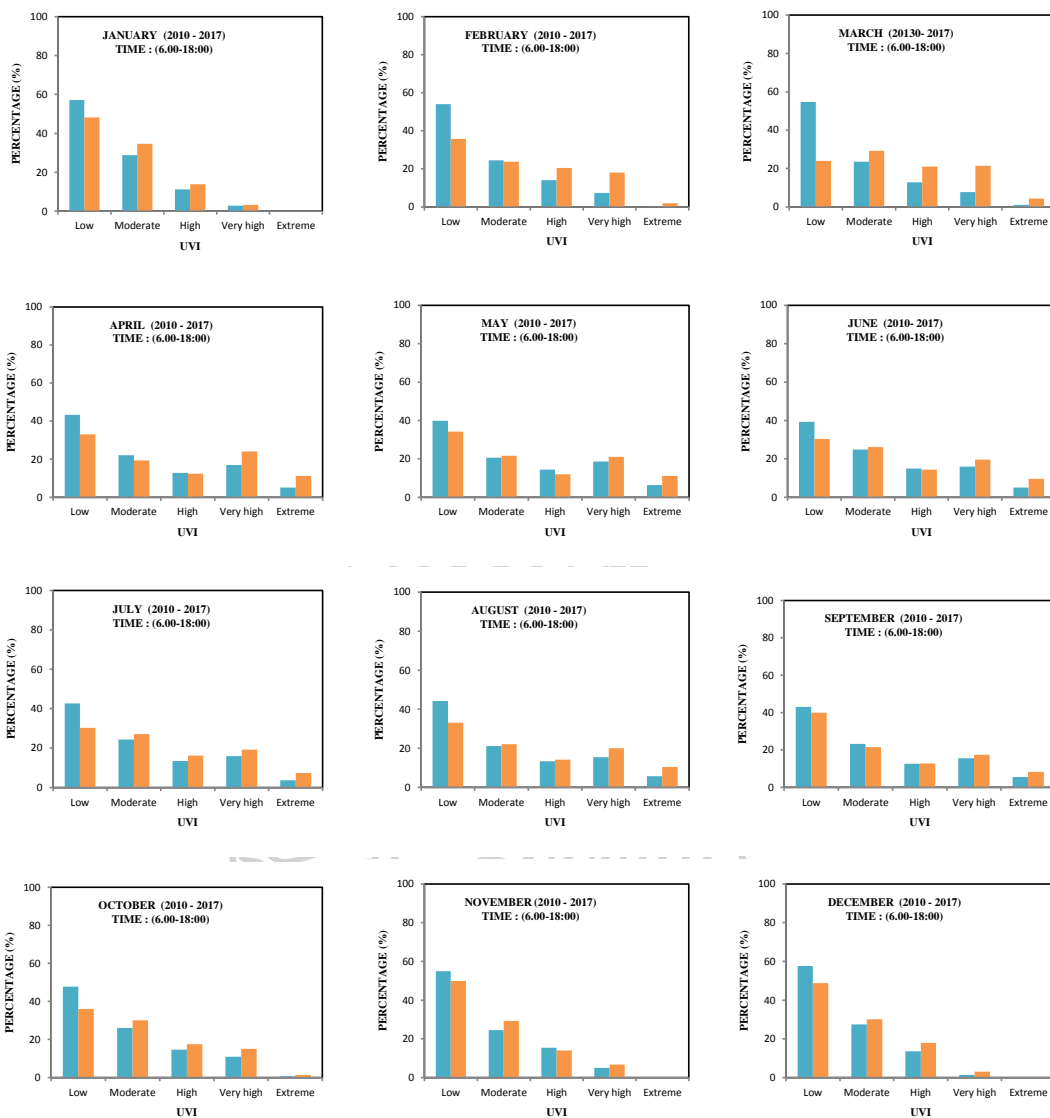 JANUARY (2010 - 2017)
TIME : (6.00-18:00)
PERCENTAGE (%)
100
80
60
40
20
0
Low Moderate High Very high Extreme
UVI
FEBRUARY (2010 - 2017)
TIME : (6.00-18:00)
PERCENTAGE (%)
100
80
60
40
20
0
Low Moderate High Very high Extreme
UVI
MARCH (20130- 2017)
TIME : (6.00-18:00)
PERCENTAGE (%)
100
80
60
40
20
0
Low Moderate High Very high Extreme
UVI
APRIL (2010 - 2017)
TIME : (6.00-18:00)
PERCENTAGE (%)
100
80
60
40
20
0
Low Moderate High Very high Extreme
UVI
MAY (2010 - 2017)
TIME : (6.00-18:00)
PERCENTAGE (%)
100
80
60
40
20
0
Low Moderate High Very high Extreme
UVI
JUNE (2010- 2017)
TIME : (6.00-18:00)
PERCENTAGE (%)
100
80
60
40
20
0
Low Moderate High Very high Extreme
UVI
JULY (2010 - 2017)
TIME : (6.00-18:00)
PERCENTAGE (%)
100
80
60
40
20
0
Low Moderate High Very high Extreme
UVI
AUGUST (2010 - 2017)
TIME : (6.00-18:00)
PERCENTAGE (%)
100
80
60
40
20
0
Low Moderate High Very high Extreme
UVI
SEPTEMBER (2010 - 2017)
TIME : (6.00-18:00)
PERCENTAGE (%)
100
80
60
40
20
0
Low Moderate High Very high Extreme
UVI
OCTOBER (2010 - 2017)
TIME : (6.00-18:00)
PERCENTAGE (%)
100
80
60
40
20
0
Low Moderate High Very high Extreme
UVI
NOVEMBER (2010 - 2017)
TIME : (6.00-18:00)
PERCENTAGE (%)
100
80
60
40
20
0
Low Moderate High Very high Extreme
UVI
DECEMBER (2010 - 2017)
TIME : (6.00-18:00)
PERCENTAGE (%)
100
80
60
40
20
0
Low Moderate High Very high Extreme
UVI